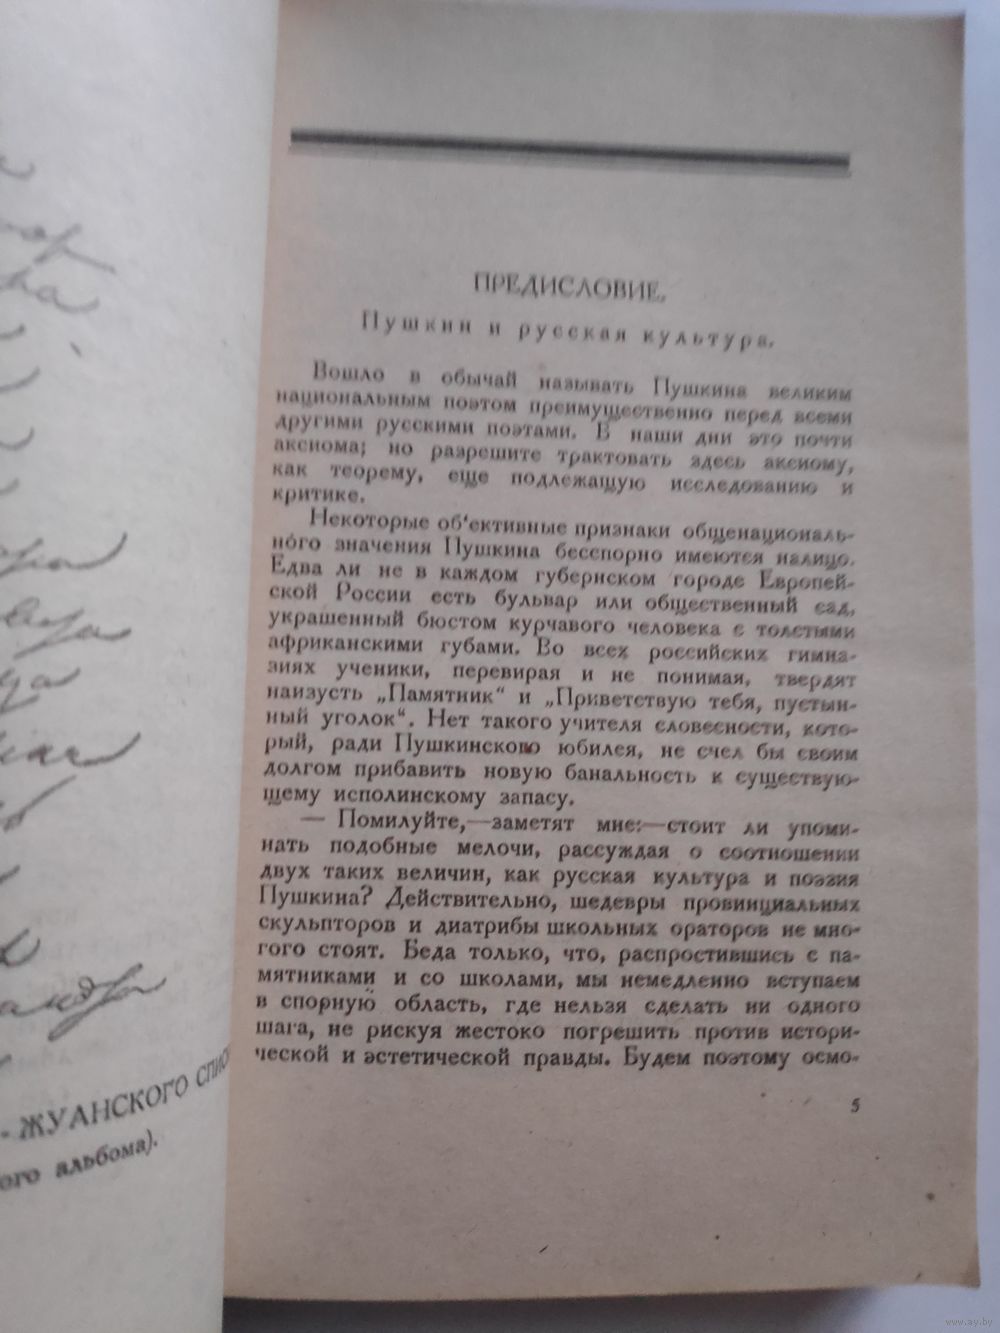 ПРЕДИСЛОВИЕ.
Пушкин и русская культура.
Вошло в обычай называть Пушкина великим
национальным поэтом преимущественно перед всеми
другими русскими поэтами. В наши дни это почти
аксиома; но разрешите трактовать здесь аксиому,
как теорему, еще подлежащую исследованию и
критике.
Некоторые об‘ективные признаки общенациональ-
ного значения Пушкина бесспорно имеются налицо.
Едва ли не в каждом губернском городе Европей-
ской России есть бульвар или общественный сад,
украшенный бюстом курчавого человека с толстыми
африканскими губами. Во всех российских гимна-
зиях ученики, перевирая и не понимая, твердят
наизусть „Памятник“ и „Приветствую тебя, пустын-
ный уголок“. Нет такого учителя словесности, кото-
рый, ради Пушкинского юбилея, не счел бы своим
долгом прибавить новую банальность к существую-
щему исполинскому запасу.
— Помилуйте,—заметят мне:—стоит ли упоми-
нать подобные мелочи, рассуждая о соотношении
двух таких величин, как русская культура и поэзия
Пушкина? Действительно, шедевры провинциальных
скульпторов и диатрибы школьных ораторов не мно-
гого стоят. Беда только, что, распростившись с па-
мятниками и со школами, мы немедленно вступаем
в спорную область, где нельзя сделать ни одного
шага, не рискуя жестоко погрешить против истори-
ческой и эстетической правды. Будем поэтому осмо-
5
- ЖУАНСКОГО СПИС
ого альбома).
www.ay.by